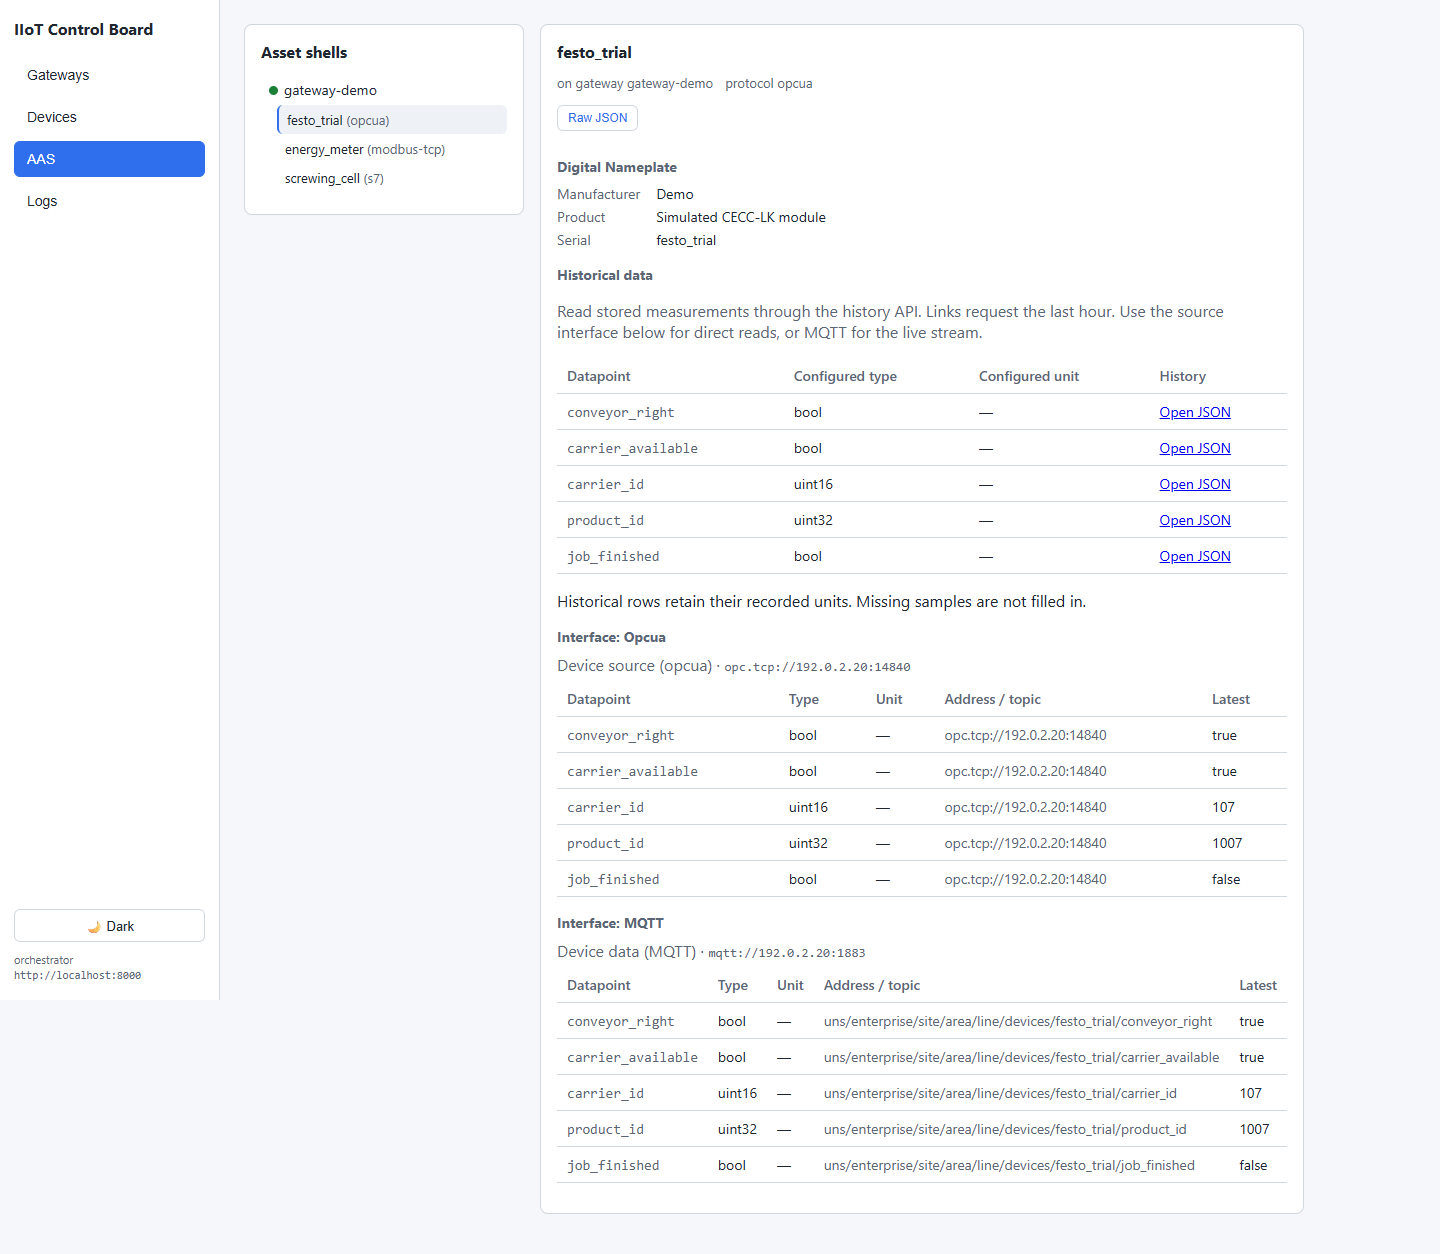 IIoT Control Board
Gateways
Devices
AAS
Logs
🌙 Dark
orchestrator
http://localhost:8000
Asset shells
gateway-demo
festo_trial (opcua)
energy_meter (modbus-tcp)
screwing_cell (s7)
festo_trial
on gateway gateway-demo protocol opcua
Raw JSON
Digital Nameplate
Manufacturer Demo
Product Simulated CECC-LK module
Serial festo_trial
Historical data
Read stored measurements through the history API. Links request the last hour. Use the source
interface below for direct reads, or MQTT for the live stream.
Datapoint Configured type Configured unit History
conveyor_right bool — Open JSON
carrier_available bool — Open JSON
carrier_id uint16 — Open JSON
product_id uint32 — Open JSON
job_finished bool — Open JSON
Historical rows retain their recorded units. Missing samples are not filled in.
Interface: Opcua
Device source (opcua) · opc.tcp://192.0.2.20:14840
Datapoint Type Unit Address / topic Latest
conveyor_right bool — opc.tcp://192.0.2.20:14840 true
carrier_available bool — opc.tcp://192.0.2.20:14840 true
carrier_id uint16 — opc.tcp://192.0.2.20:14840 107
product_id uint32 — opc.tcp://192.0.2.20:14840 1007
job_finished bool — opc.tcp://192.0.2.20:14840 false
Interface: MQTT
Device data (MQTT) · mqtt://192.0.2.20:1883
Datapoint Type Unit Address / topic Latest
conveyor_right bool — uns/enterprise/site/area/line/devices/festo_trial/conveyor_right true
carrier_available bool — uns/enterprise/site/area/line/devices/festo_trial/carrier_available true
carrier_id uint16 — uns/enterprise/site/area/line/devices/festo_trial/carrier_id 107
product_id uint32 — uns/enterprise/site/area/line/devices/festo_trial/product_id 1007
job_finished bool — uns/enterprise/site/area/line/devices/festo_trial/job_finished false